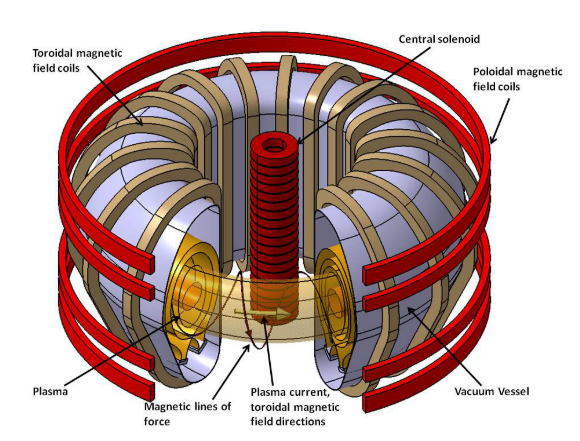 Central solenoid
Toroidal magnetic
field coils
Poloidal magnetic
field coils
Plasma
Magnetic lines of
force
Plasma current,
toroidal magnetic
field directions
Vacuum Vessel